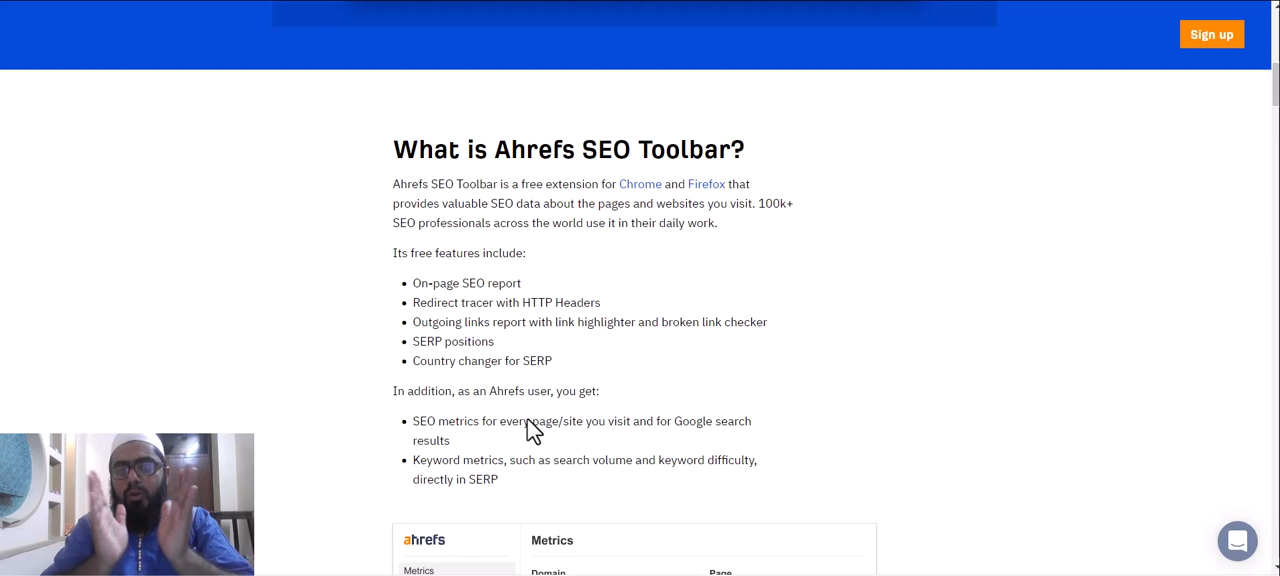 Sign up
What is Ahrefs SEO Toolbar?
Ahrefs SEO Toolbar is a free extension for Chrome and Firefox that
provides valuable SEO data about the pages and websites you visit. 100k+
SEO professionals across the world use it in their daily work.
Its free features include:
On-page SEO report
Redirect tracer with HTTP Headers
Outgoing links report with link highlighter and broken link checker
SERP positions
Country changer for SERP
In addition, as an Ahrefs user, you get:
SEO metrics for every page/site you visit and for Google search
results
Keyword metrics, such as search volume and keyword difficulty,
directly in SERP
ahrefs
Metrics
Metrics
Domain Page